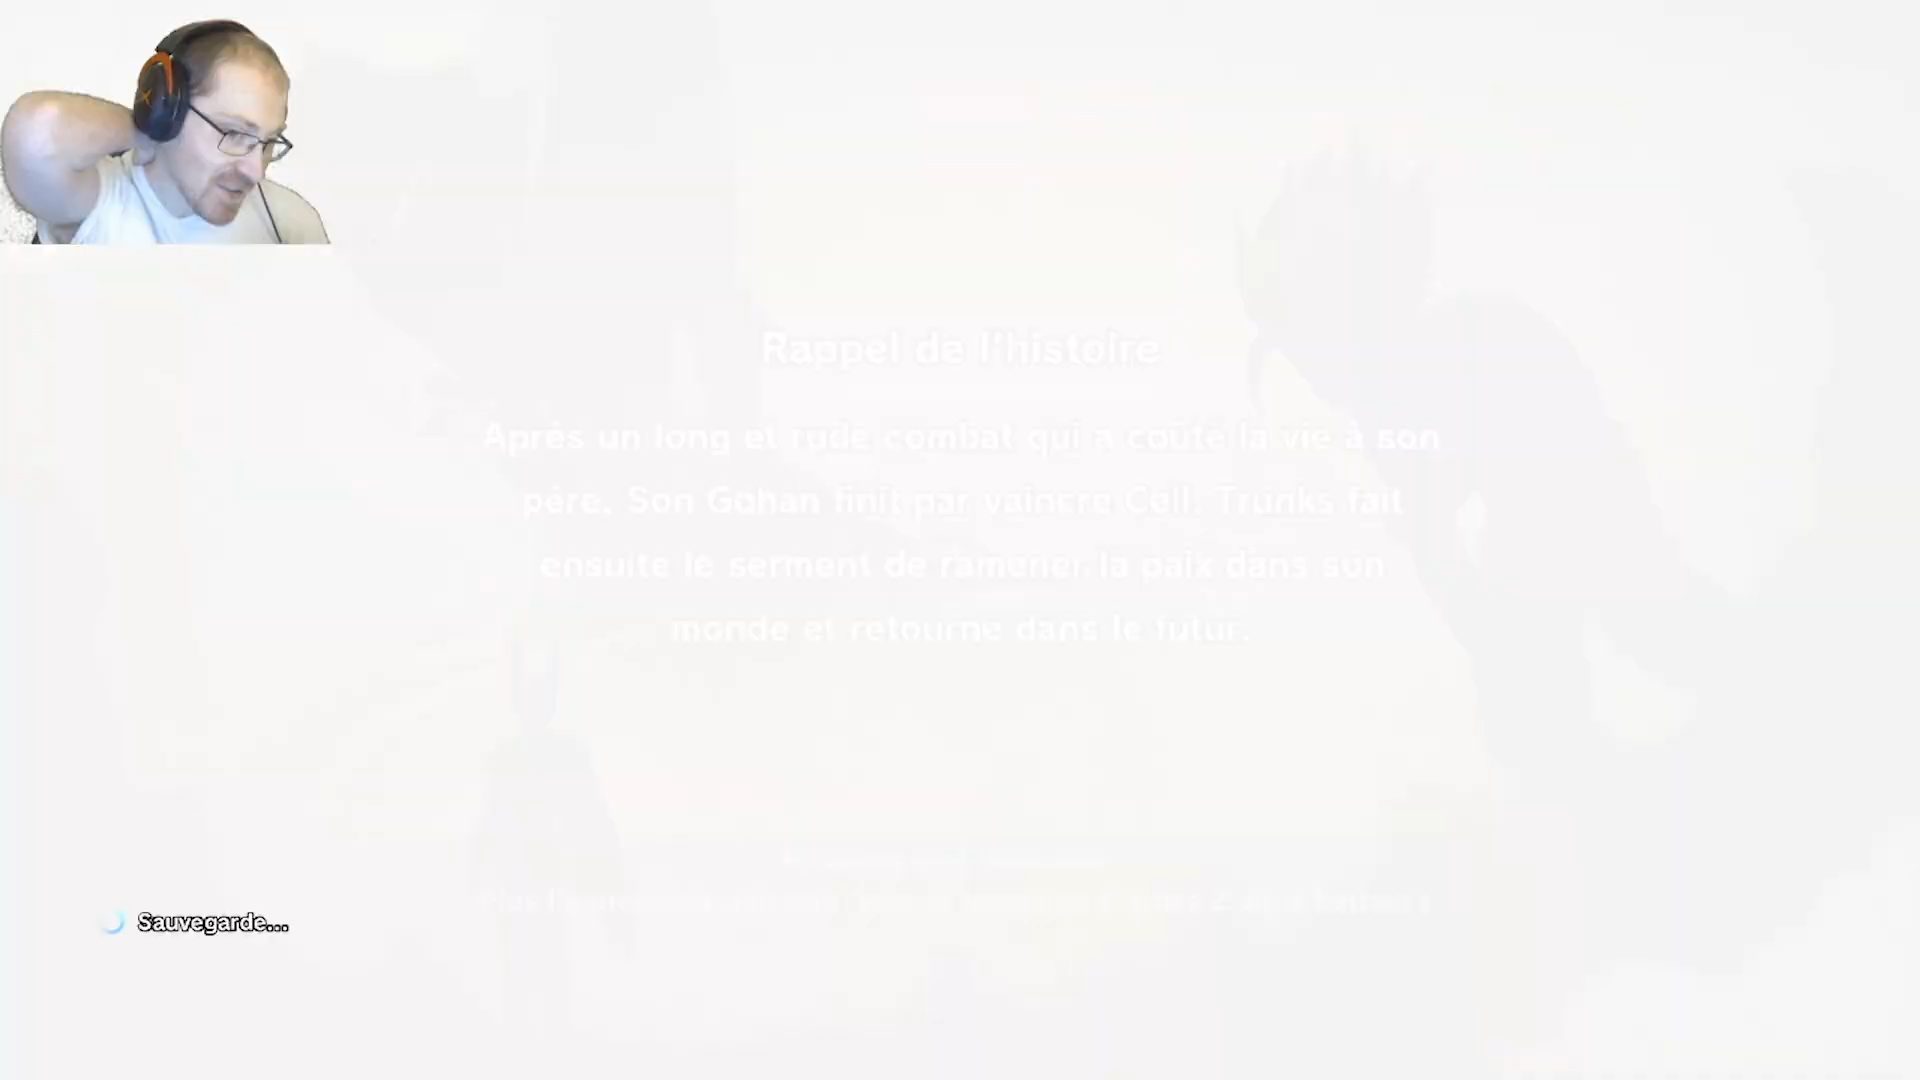 Rappel de l'histoire
Après un long et rude combat qui a coûté la vie à son
père, Son Gohan finit par vaincre Cell. Trunks fait
ensuite le serment de ramener la paix dans son
monde et retourne dans le futur.
Sauvegarde...